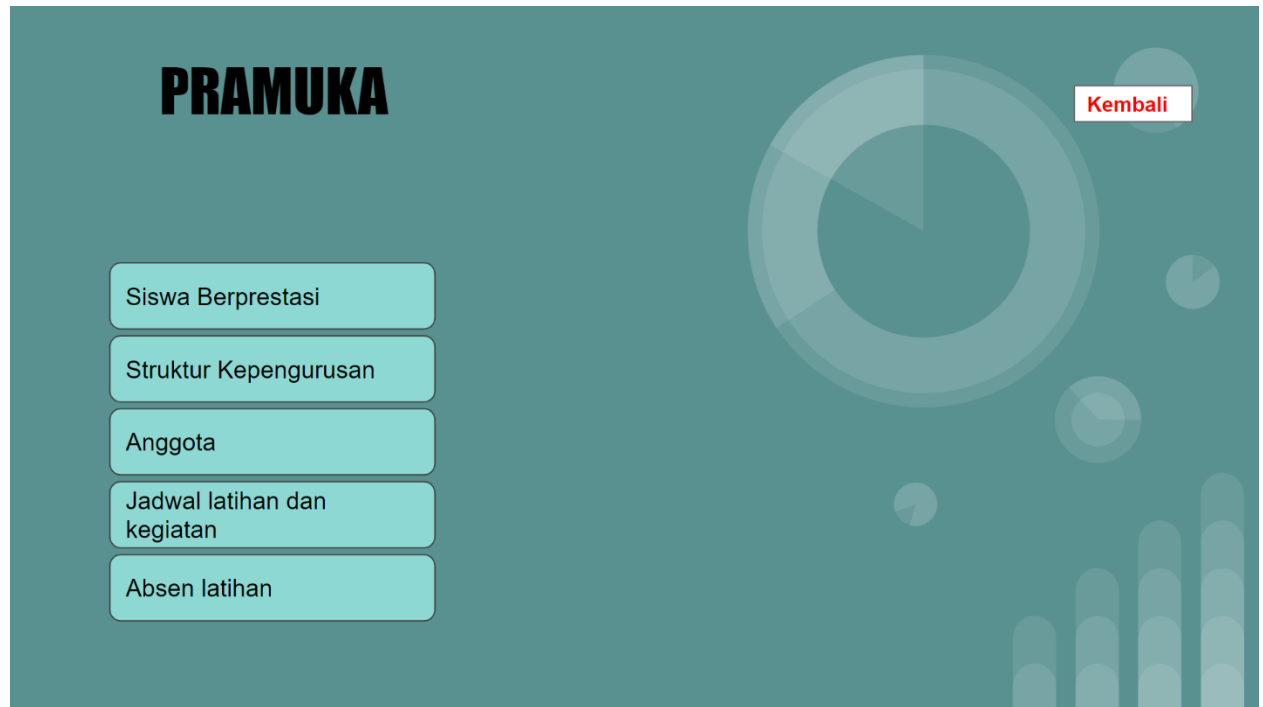 PRAMUKA
Kembali
Siswa Berprestasi
Struktur Kepengurusan
Anggota
Jadwal latihan dan
kegiatan
Absen latihan